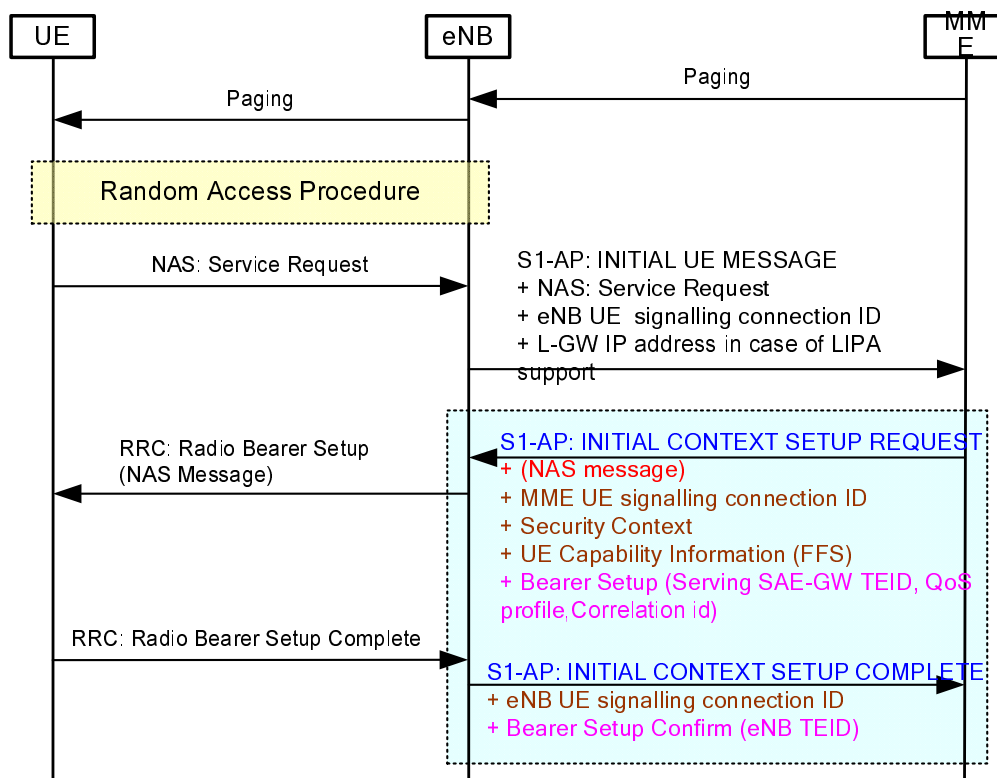 UE
eNB
MM
E
Paging
Paging
Random Access Procedure
NAS: Service Request
S1-AP: INITIAL UE MESSAGE
+ NAS: Service Request
+ eNB UE  signalling connection ID
+ L-GW IP address in case of LIPA
support
RRC: Radio Bearer Setup
(NAS Message)
S1-AP: INITIAL CONTEXT SETUP REQUEST
+ (NAS message)
+ MME UE signalling connection ID
+ Security Context
+ UE Capability Information (FFS)
+ Bearer Setup (Serving SAE-GW TEID, QoS
profile,Correlation id)
RRC: Radio Bearer Setup Complete
S1-AP: INITIAL CONTEXT SETUP COMPLETE
+ eNB UE signalling connection ID
+ Bearer Setup Confirm (eNB TEID)